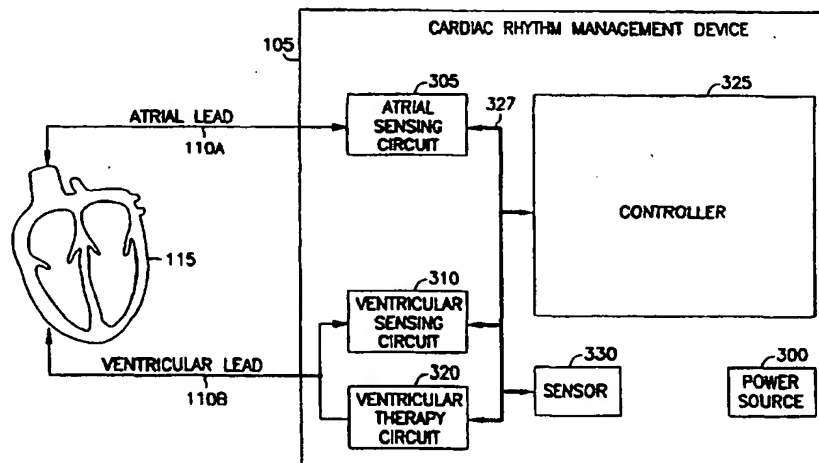 CARDIAC RHYTHM MANAGEMENT DEVICE
105
305
325
ATRIAL
SENSING
CIRCUIT
327
ATRIAL LEAD
110A
CONTROLLER
115
310
VENTRICULAR
SENSING
CIRCUIT
VENTRICULAR LEAD
110B
320
VENTRICULAR
THERAPY
CIRCUIT
330
SENSOR
300
POWER
SOURCE